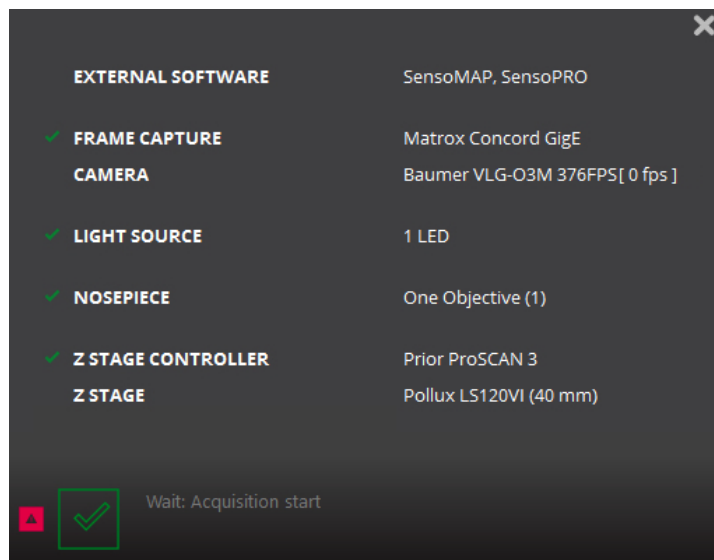 EXTERNAL SOFTWARE SensoMAP, SensoPRO
FRAME CAPTURE Matrox Concord GigE
CAMERA Baumer VLG-O3M 376FPS[ 0 fps ]
LIGHT SOURCE 1 LED
NOSEPIECE One Objective (1)
Z STAGE CONTROLLER Prior ProSCAN 3
Z STAGE Pollux LS120VI (40 mm)
Wait: Acquisition start